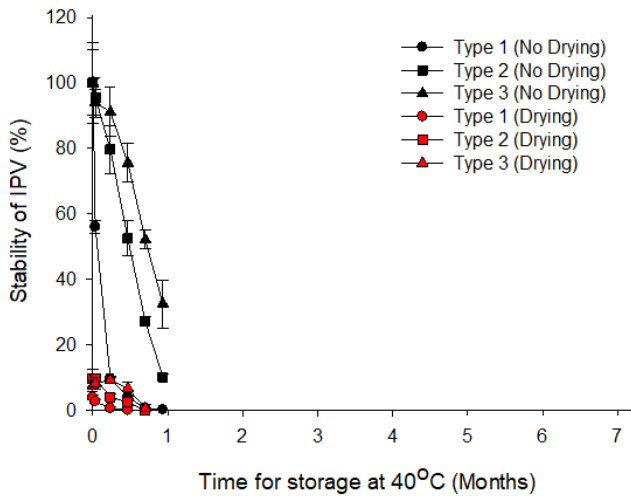 120
100
80
60
40
20
0
Stability of IPV (%)
Type 1 (No Drying)
Type 2 (No Drying)
Type 3 (No Drying)
Type 1 (Drying)
Type 2 (Drying)
Type 3 (Drying)
0 1 2 3 4 5 6 7
Time for storage at 40⁰C (Months)